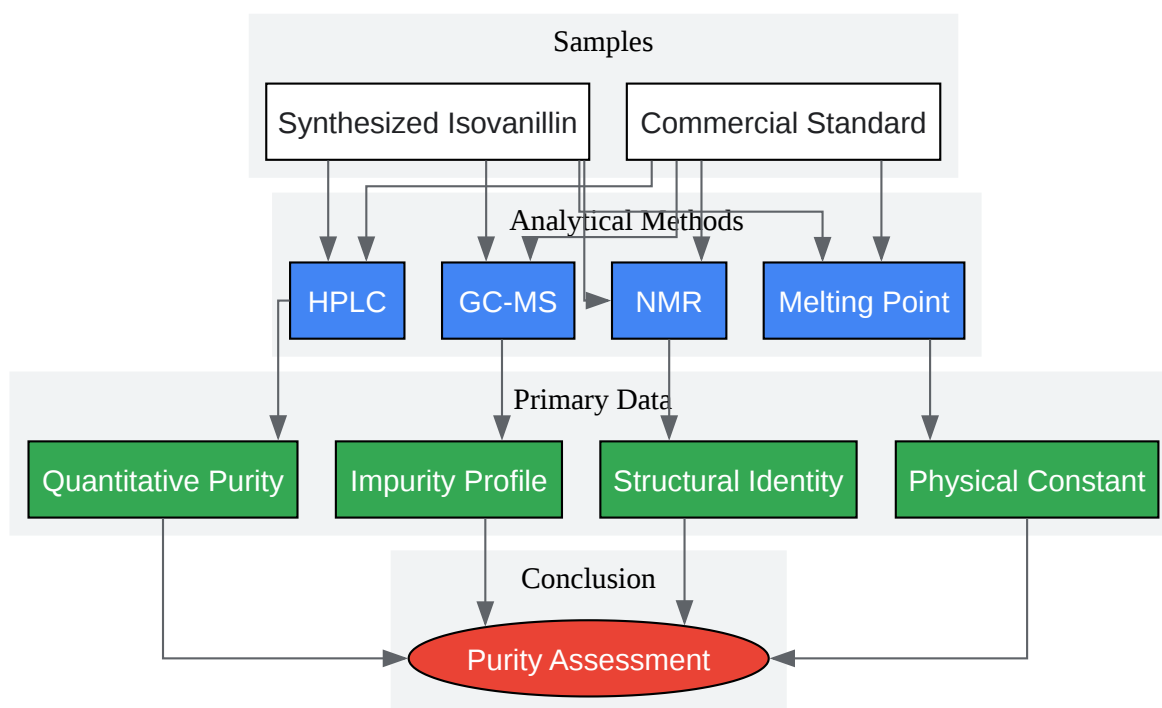 Samples
Synthesized Isovanillin
Commercial Standard
Analytical Methods
HPLC
GC-MS
NMR
Melting Point
Primary Data
Quantitative Purity
Impurity Profile
Structural Identity
Physical Constant
Conclusion
Purity Assessment